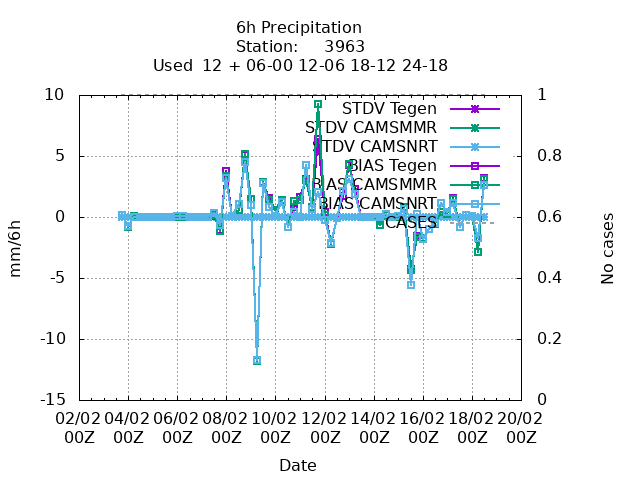 6h Precipitation
Station:     3963
Used  12 + 06-00 12-06 18-12 24-18
10
5
0
-5
-10
-15
mm/6h
1
0.8
0.6
0.4
0.2
0
No cases
STDV Tegen
STDV CAMSMMR
STDV CAMSNRT
BIAS Tegen
BIAS CAMSMMR
BIAS CAMSNRT
CASES
02/02 04/02 06/02 08/02 10/02 12/02 14/02 16/02 18/02 20/02
00Z 00Z 00Z 00Z 00Z 00Z 00Z 00Z 00Z 00Z
Date